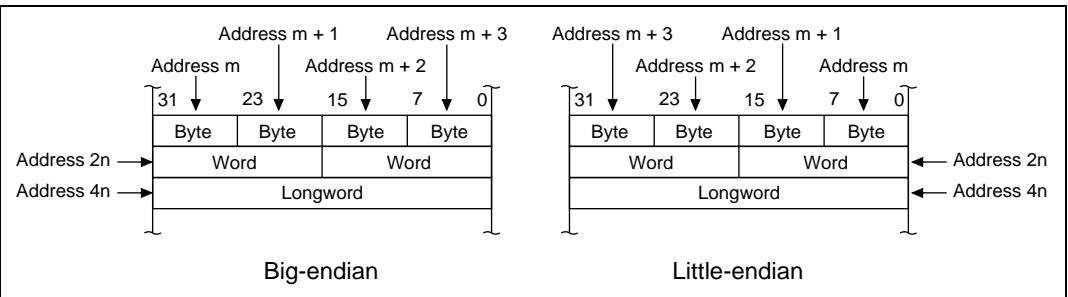 Address m + 1 Address m + 3 Address m + 3 Address m + 1
Address m Address m + 2 Address m + 2 Address m
31 23 15 7 0 31 23 15 7 0
Byte Byte Byte Byte Byte Byte Byte Byte
Address 2n Word Word Word Word Address 2n
Address 4n Longword Longword Address 4n
Big-endian Little-endian